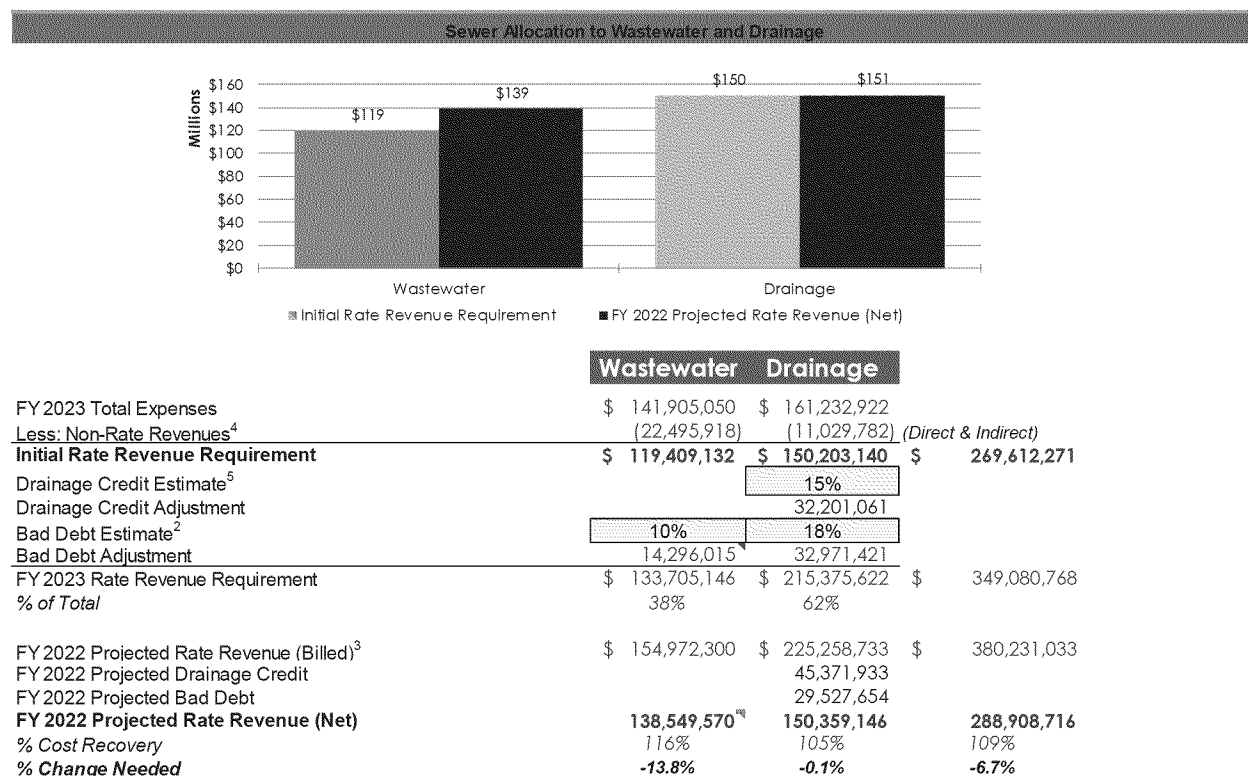 Sewer Allocation to Wastewater and Drainage
$160
$140
$120
$100
$80
$60
$40
$20
$0
Millions
$119
$139
$150
$151
Wastewater Drainage
Initial Rate Revenue Requirement FY 2022 Projected Rate Revenue (Net)
Wastewater Drainage
FY 2023 Total Expenses $ 141,905,050 $ 161,232,922
Less: Non-Rate Revenues4 (22,495,918) (11,029,782) (Direct & Indirect)
Initial Rate Revenue Requirement $ 119,409,132 $ 150,203,140 $ 269,612,271
Drainage Credit Estimate5 15%
Drainage Credit Adjustment 32,201,061
Bad Debt Estimate2 10% 18%
Bad Debt Adjustment 14,296,015 32,971,421
FY 2023 Rate Revenue Requirement $ 133,705,146 $ 215,375,622 $ 349,080,768
% of Total 38% 62%
FY 2022 Projected Rate Revenue (Billed)3 $ 154,972,300 $ 225,258,733 $ 380,231,033
FY 2022 Projected Drainage Credit 45,371,933
FY 2022 Projected Bad Debt 29,527,654
FY 2022 Projected Rate Revenue (Net) 138,549,570 150,359,146 288,908,716
% Cost Recovery 116% 105% 109%
% Change Needed -13.8% -0.1% -6.7%